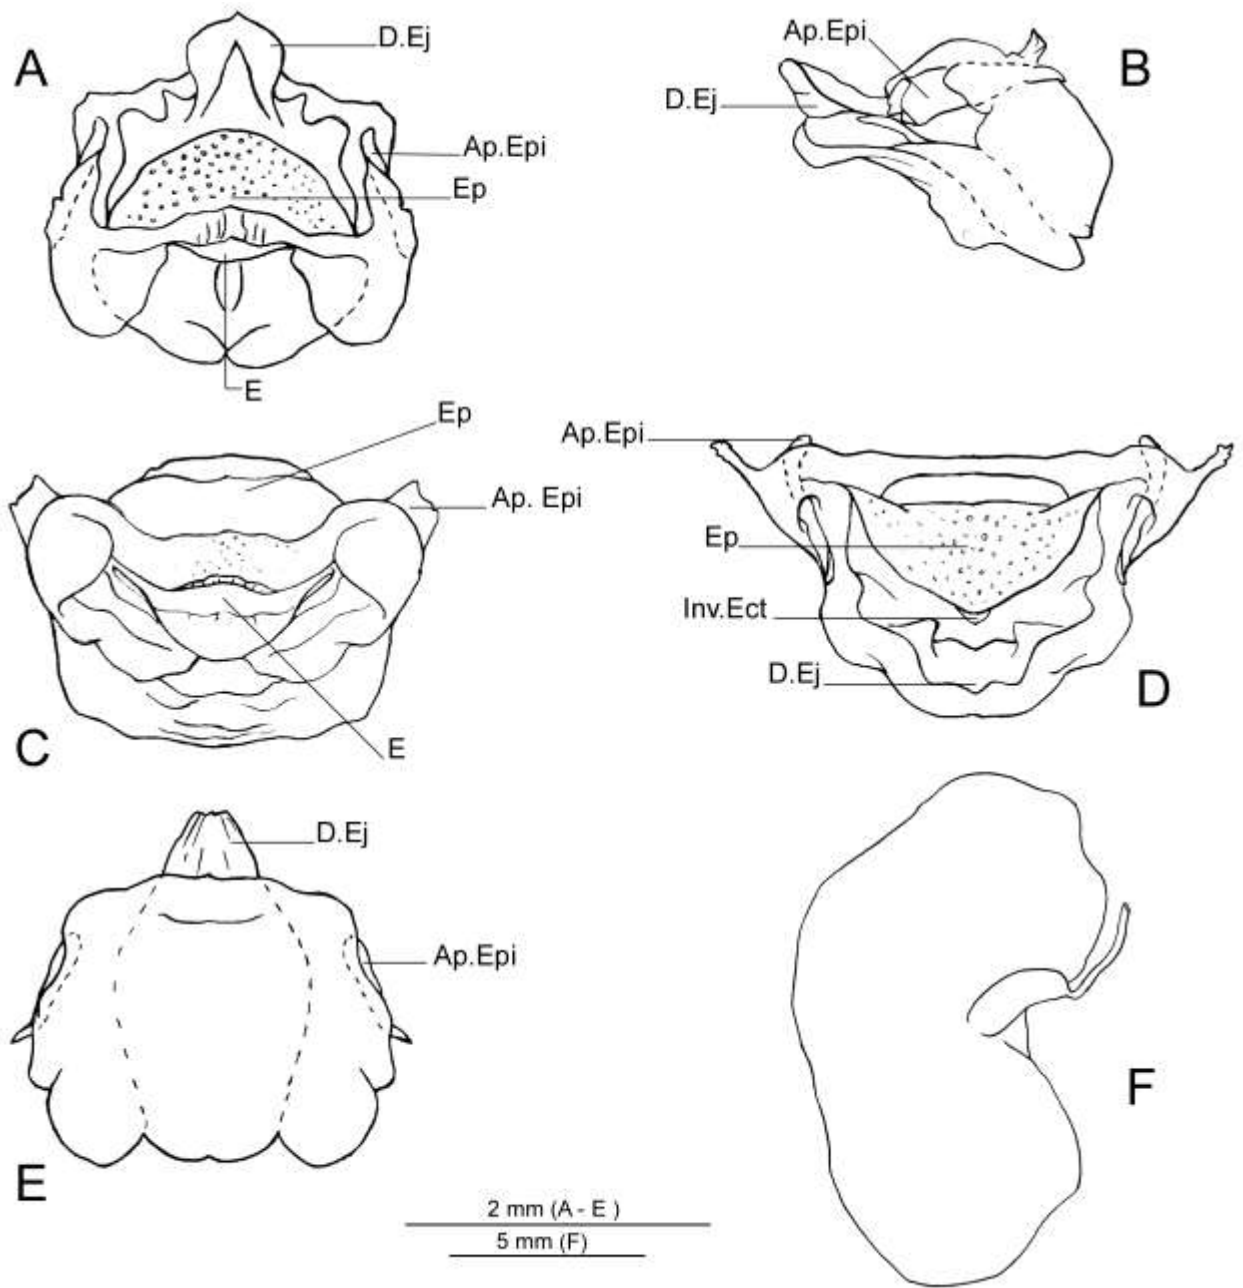 A
D.Ej
Ap.Epi
Ep
E
B
Ap.Epi
D.Ej
C
Ep
Ap. Epi
E
D
Ap.Epi
Ep
Inv.Ect
D.Ej
E
D.Ej
Ap.Epi
F
2 mm (A - E )
5 mm (F)